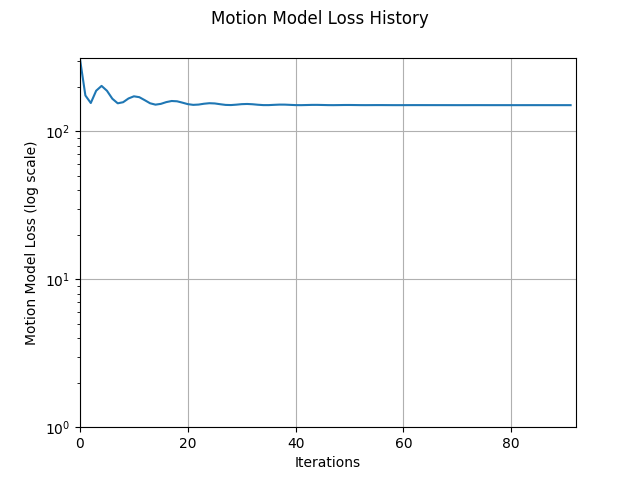 Motion Model Loss History
Motion Model Loss (log scale)
10²
10¹
10⁰
0 20 40 60 80
Iterations